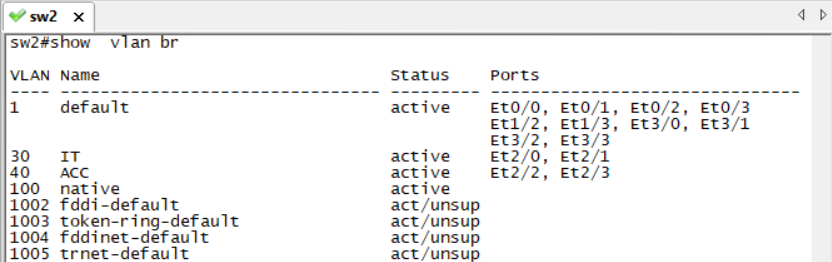 sw2
sw2#show  vlan br
VLAN Name                             Status    Ports
---- -------------------------------- --------- -------------------------------
1    default                          active    Et0/0, Et0/1, Et0/2, Et0/3
                                                Et1/2, Et1/3, Et3/0, Et3/1
                                                Et3/2, Et3/3
30   IT                               active    Et2/0, Et2/1
40   ACC                              active    Et2/2, Et2/3
100  native                           active
1002 fddi-default                     act/unsup
1003 token-ring-default               act/unsup
1004 fddinet-default                  act/unsup
1005 trnet-default                    act/unsup